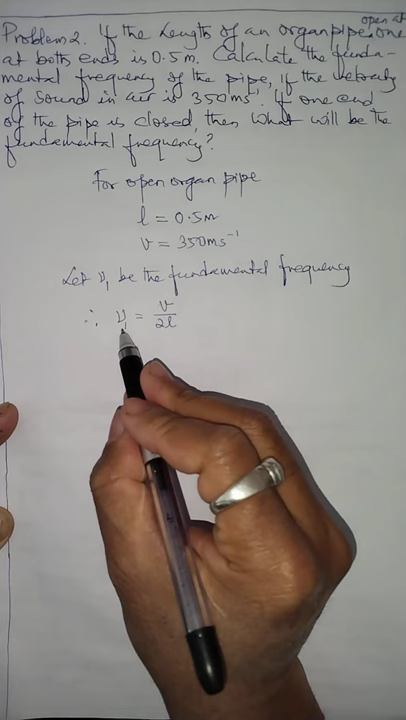 open at
Problem 2. If the Length of an organ pipe, one
at both ends is 0.5m. Calculate the funda-
mental frequency of the pipe, if the velocity
of sound in air is 350ms⁻¹. If one end
of the pipe is closed, then what will be the
fundamental frequency?
For open organ pipe
l = 0.5m
v = 350ms⁻¹
Let ν₁ be the fundamental frequency
∴ ν₁ = v/2l